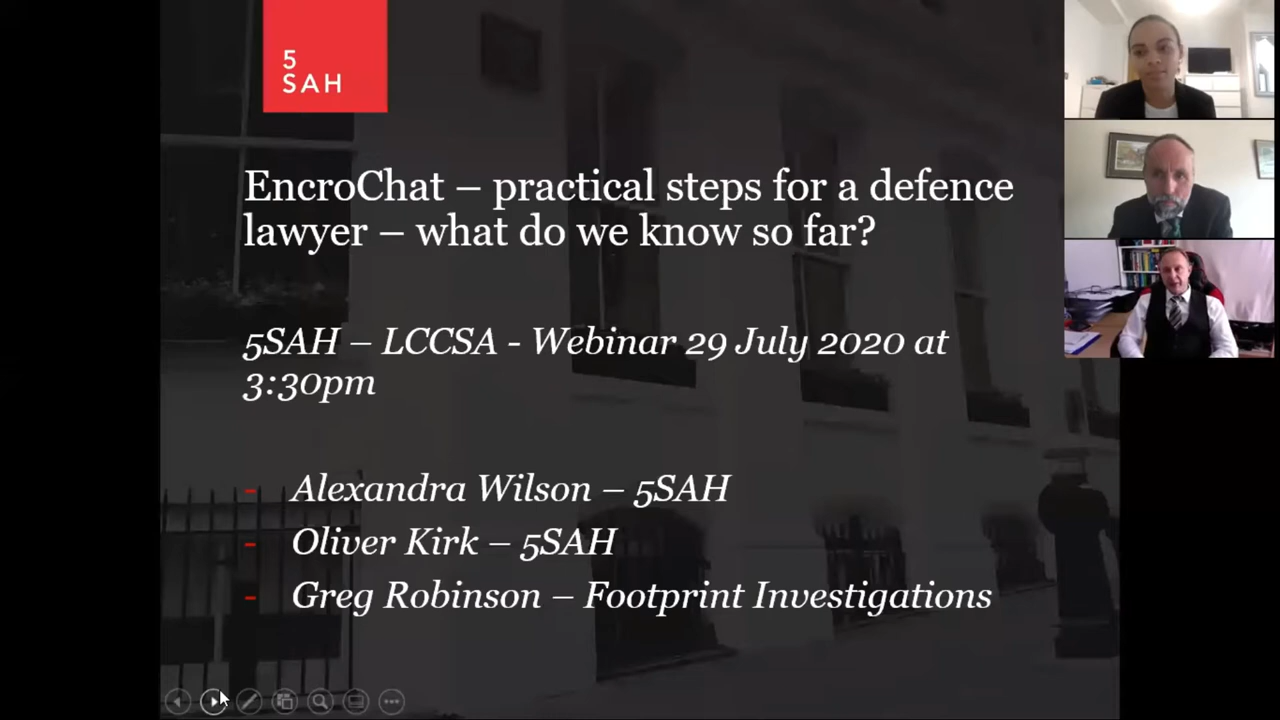 5
SAH
EncroChat – practical steps for a defence
lawyer – what do we know so far?
5SAH – LCCSA - Webinar 29 July 2020 at
3:30pm
- Alexandra Wilson – 5SAH
- Oliver Kirk – 5SAH
- Greg Robinson – Footprint Investigations